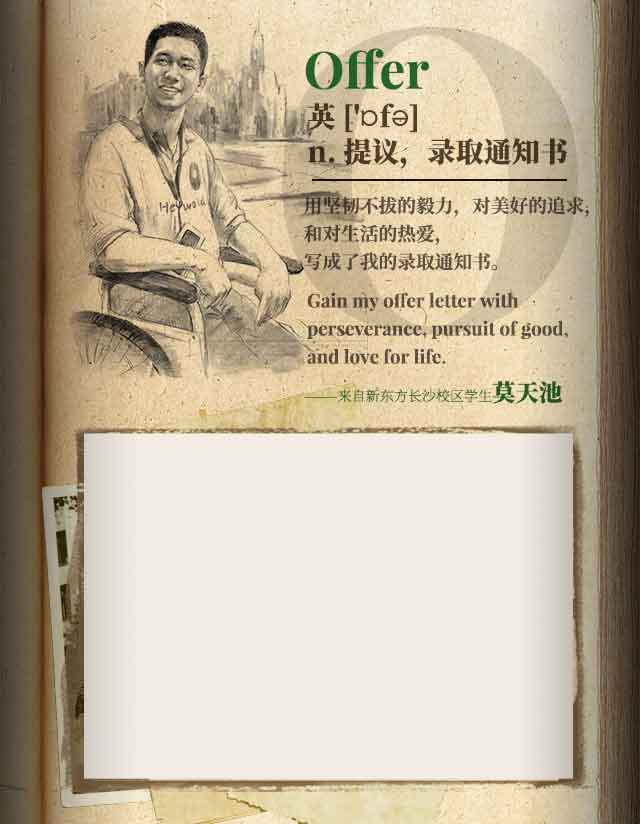 Offer
英 ['ɒfə]
n. 提议，录取通知书
用坚韧不拔的毅力，对美好的追求，
和对生活的热爱，
写成了我的录取通知书。
Gain my offer letter with
perseverance, pursuit of good,
and love for life.
——来自新东方长沙校区学生莫天池